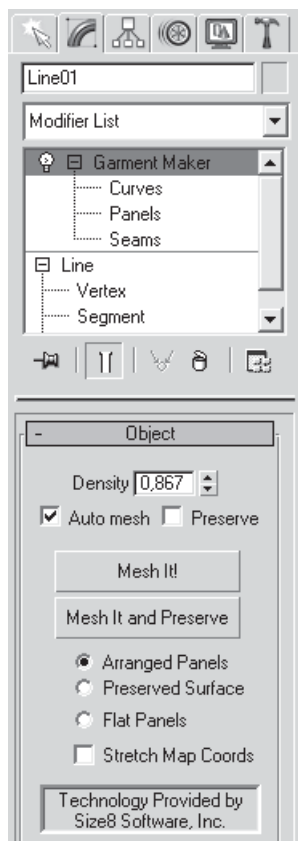 Line01
Modifier List
Garment Maker
Curves
Panels
Seams
Line
Vertex
Segment
Object
Density 0,867
Auto mesh Preserve
Mesh It!
Mesh It and Preserve
Arranged Panels
Preserved Surface
Flat Panels
Stretch Map Coords
Technology Provided by
Size8 Software, Inc.